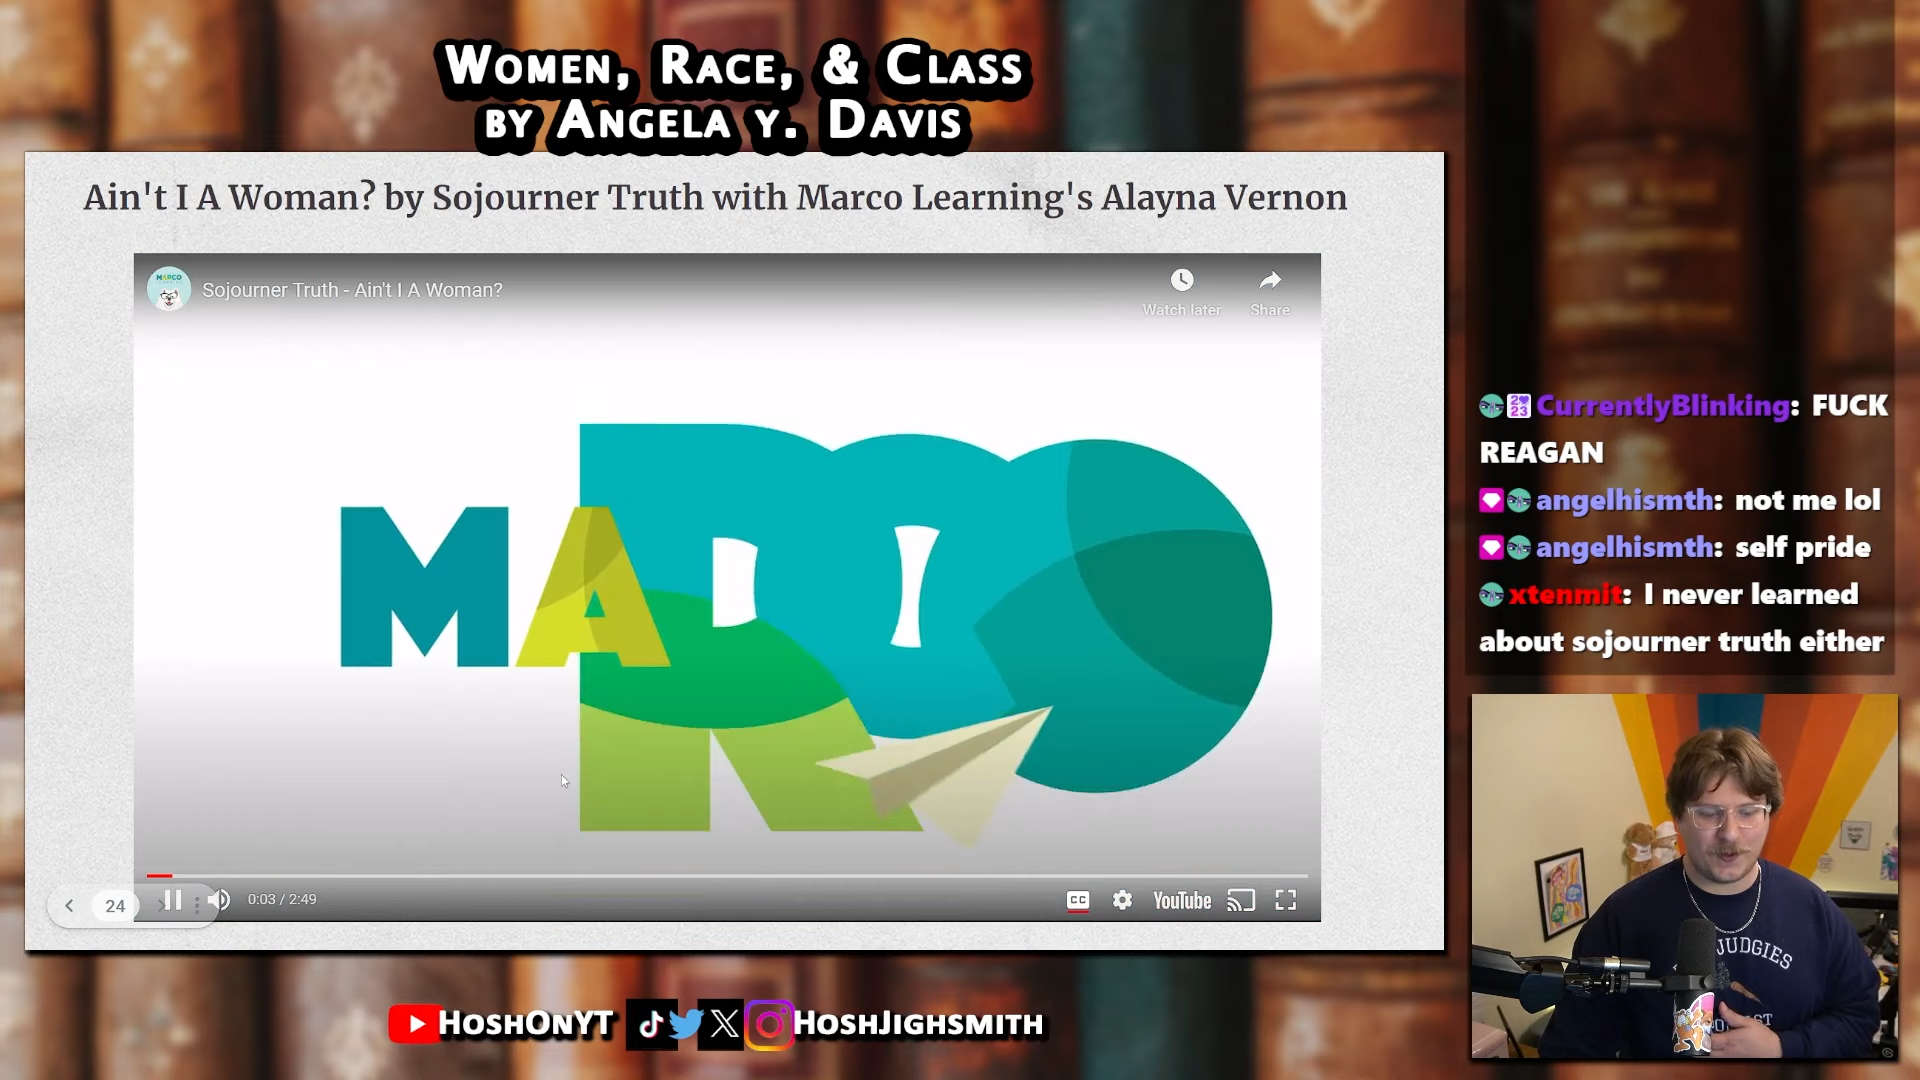 Women, Race, & Class
by Angela Y. Davis
Ain't I A Woman? by Sojourner Truth with Marco Learning's Alayna Vernon
MARCO
Sojourner Truth - Ain't I A Woman?
Watch later
Share
MARCO
24
0:03 / 2:49
CC
YouTube
2023 CurrentlyBlinking: FUCK
REAGAN
angelhismth: not me lol
angelhismth: self pride
xtenmit: I never learned
about sojourner truth either
JUDGIES
HoshOnYT
HoshJighsmith